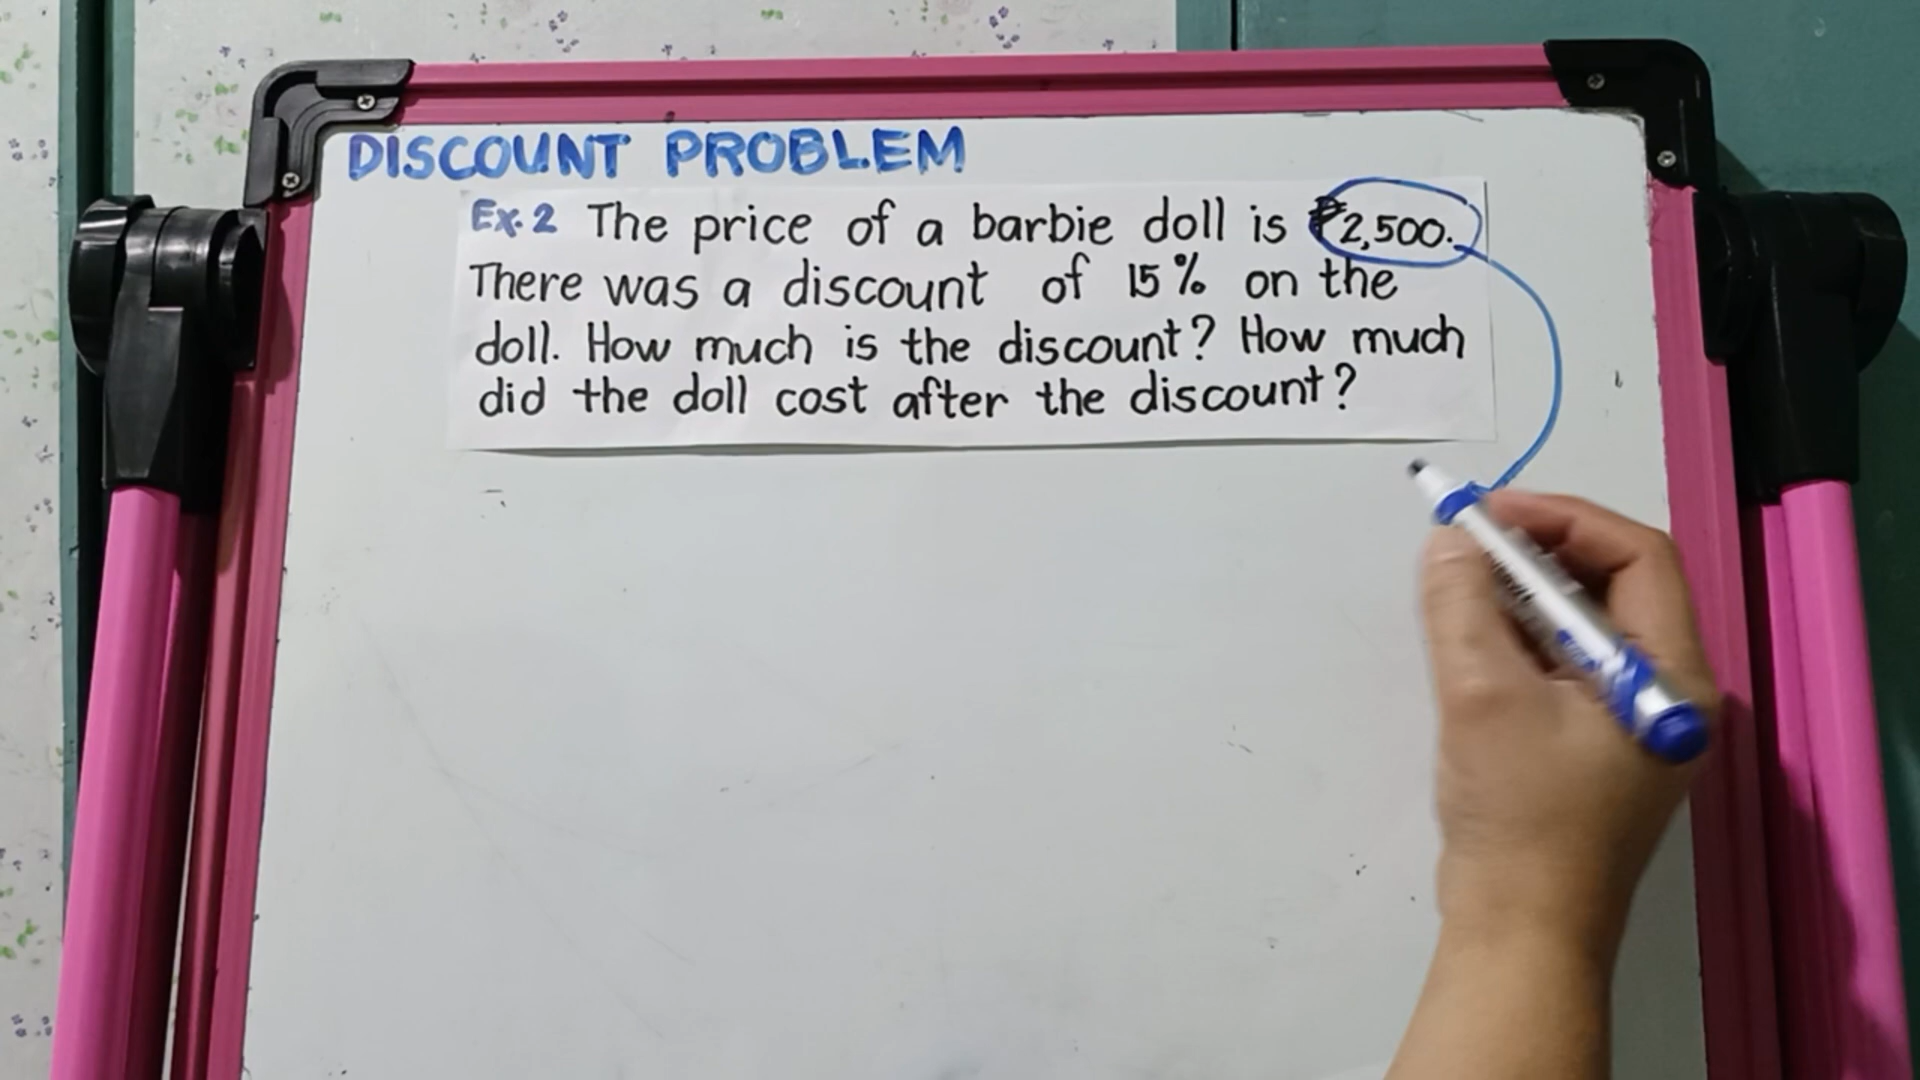 DISCOUNT PROBLEM
Ex. 2 The price of a barbie doll is ₱2,500.
There was a discount of 15% on the
doll. How much is the discount? How much
did the doll cost after the discount?